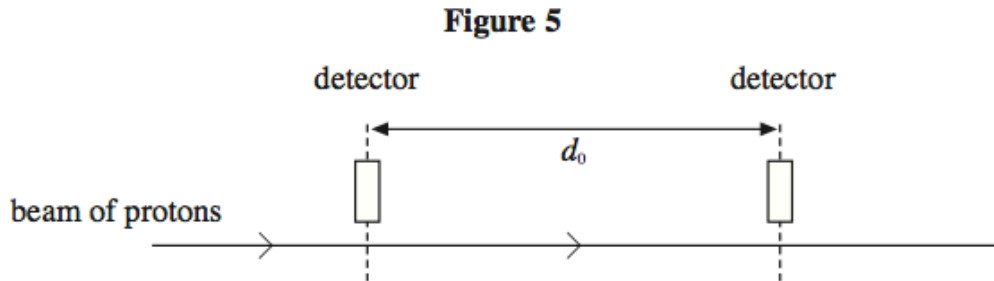 Figure 5
detector
detector
d₀
beam of protons